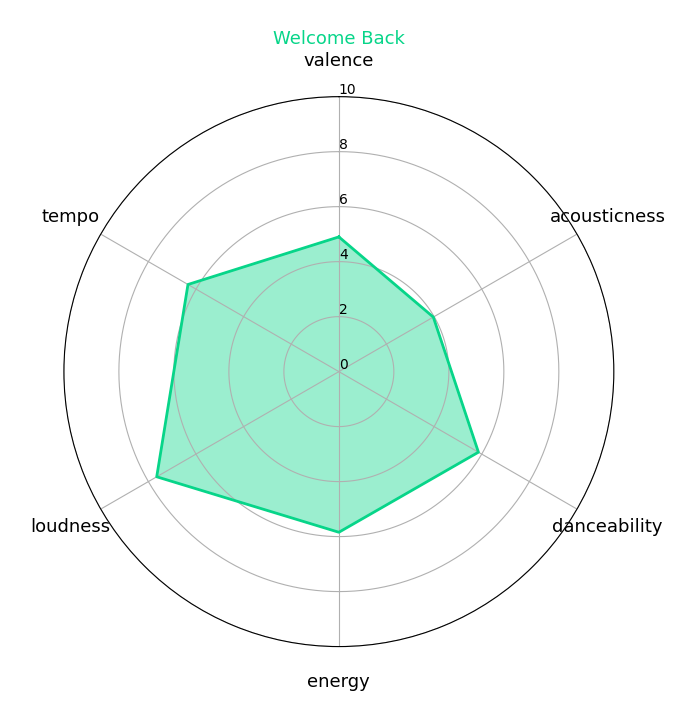 Welcome Back
valence
10
8
tempo
acousticness
6
4
2
0
loudness
danceability
energy